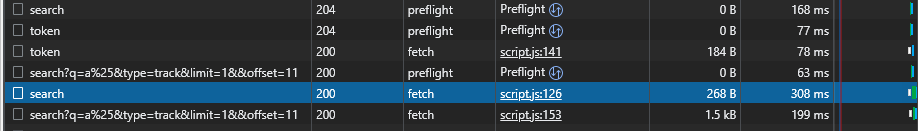 search 204 preflight Preflight 0 B 168 ms
token 204 preflight Preflight 0 B 77 ms
token 200 fetch script.js:141 184 B 78 ms
search?q=a%25&type=track&limit=1&&offset=11 200 preflight Preflight 0 B 63 ms
search 200 fetch script.js:126 268 B 308 ms
search?q=a%25&type=track&limit=1&&offset=11 200 fetch script.js:153 1.5 kB 199 ms